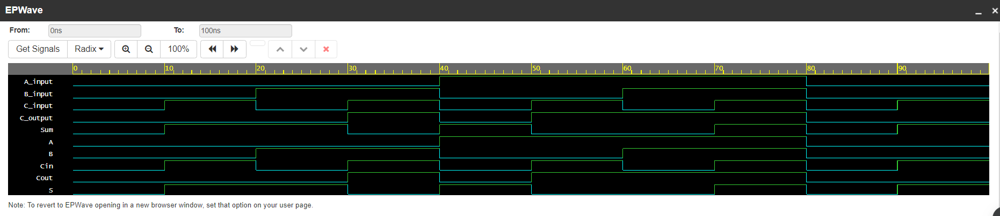 EPWave
From: 0ns To: 100ns
Get Signals Radix 100%
0 10 20 30 40 50 60 70 80 90
A_input
B_input
C_input
C_output
Sum
A
B
Cin
Cout
S
Note: To revert to EPWave opening in a new browser window, set that option on your user page.